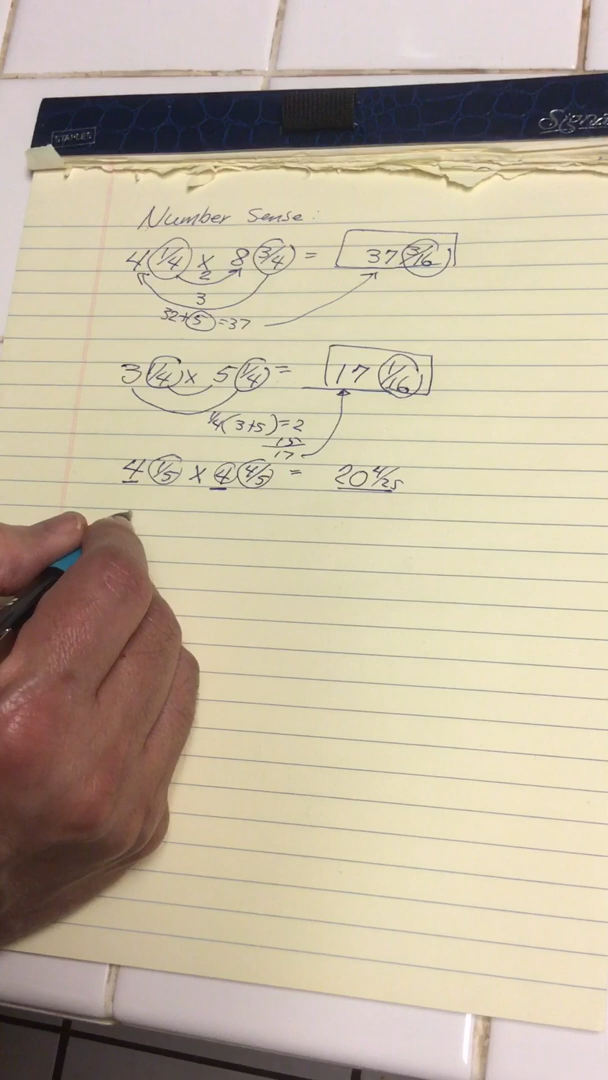 STAPLES
Number Sense:
4 1/4 x 8 3/4 = 37 3/16
2
3
32+5=37
3 1/4 x 5 1/4 = 17 1/16
1/4(3+5)=2
15
17
4 1/5 x 4 4/5 = 20 4/25